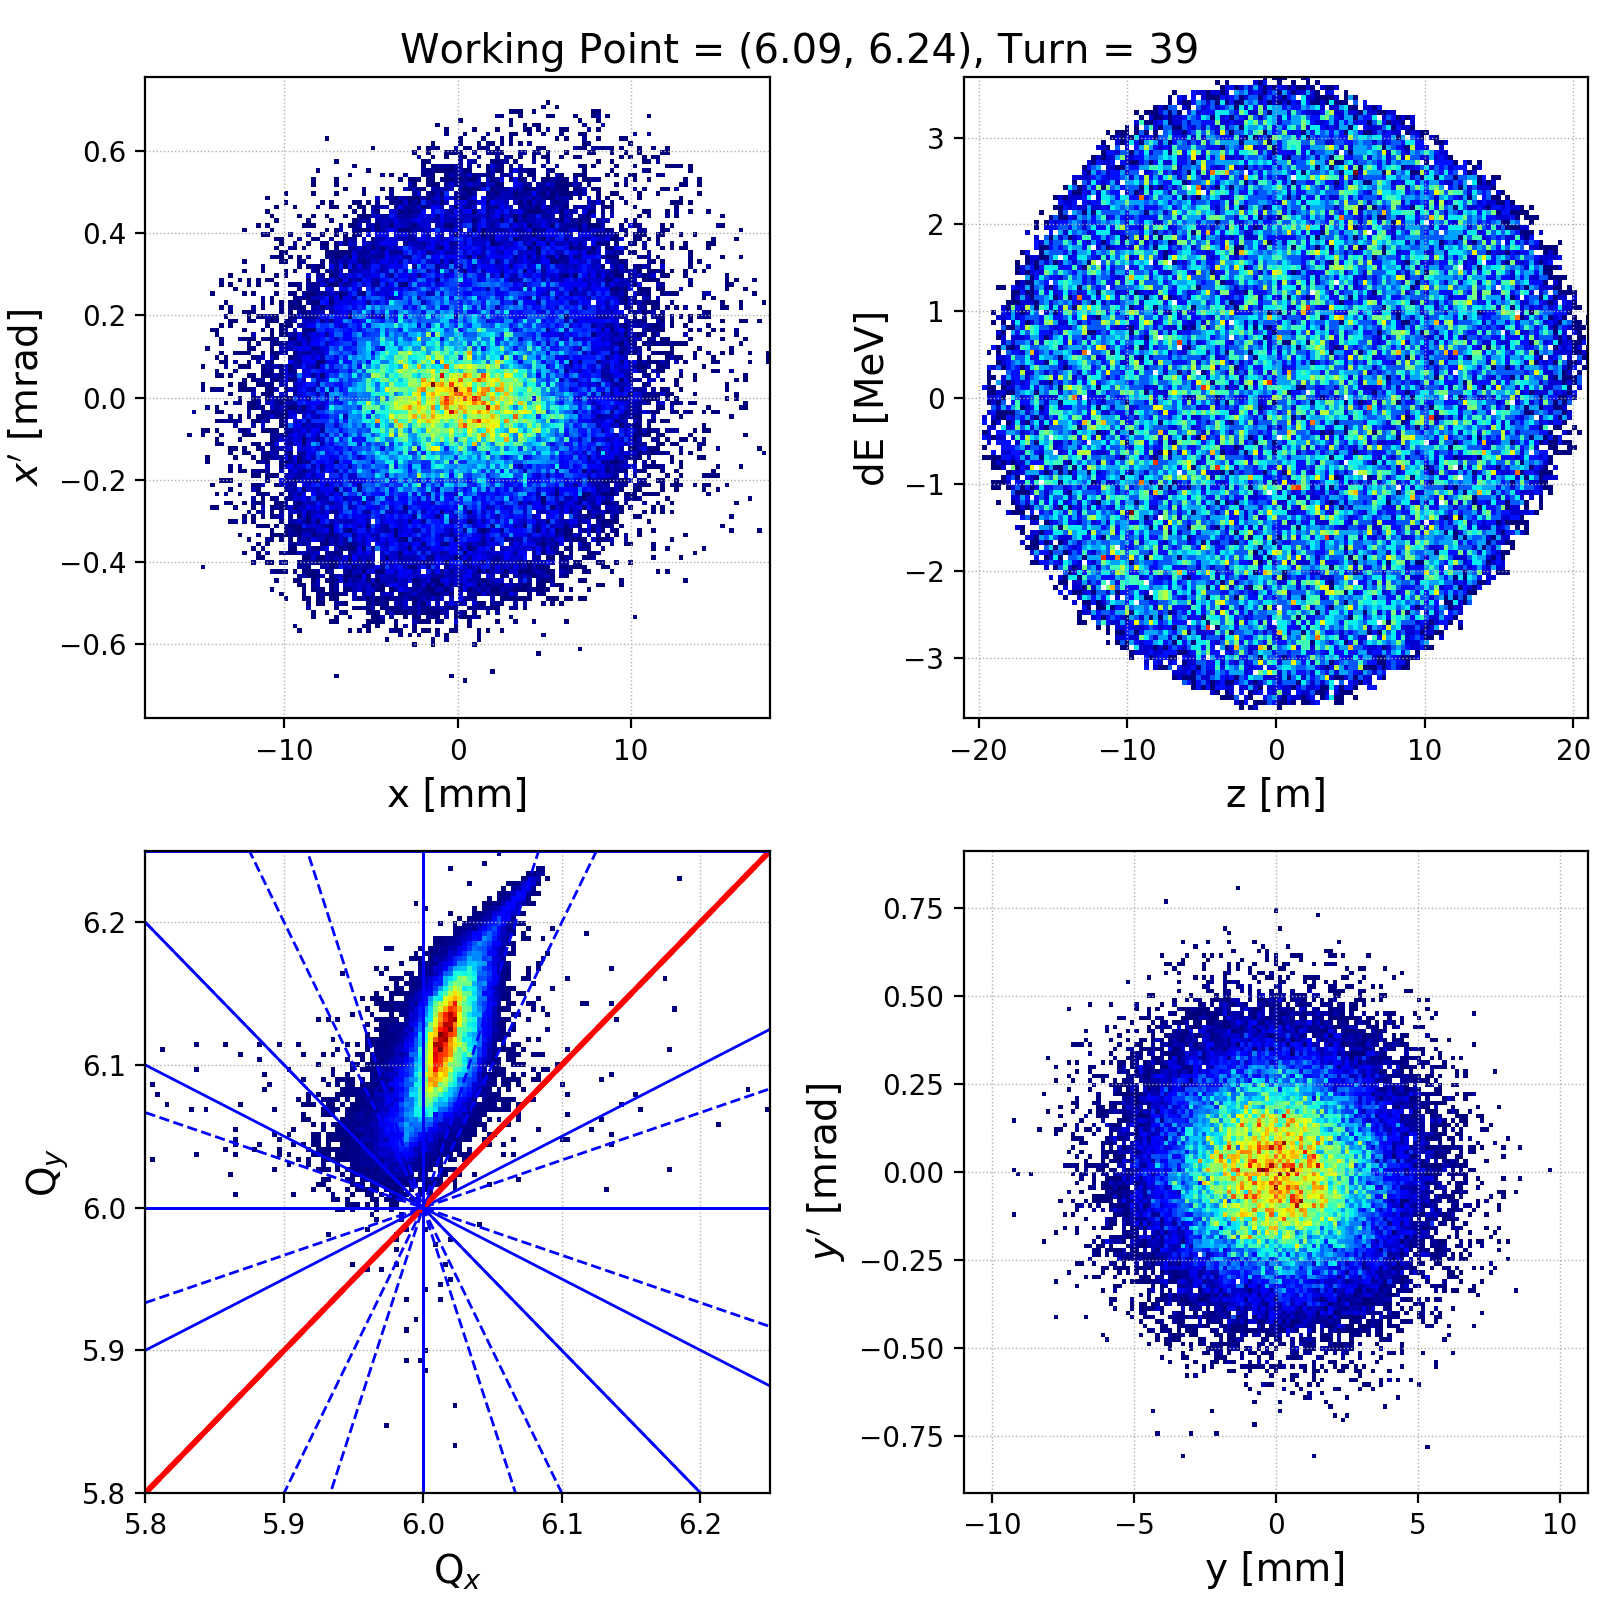 Working Point = (6.09, 6.24), Turn = 39
0.6
0.4
0.2
0.0
−0.2
−0.4
−0.6
x′ [mrad]
−10 0 10
x [mm]
3
2
1
0
−1
−2
−3
dE [MeV]
−20 −10 0 10 20
z [m]
6.2
6.1
6.0
5.9
5.8
Qy
5.8 5.9 6.0 6.1 6.2
Qx
0.75
0.50
0.25
0.00
−0.25
−0.50
−0.75
y′ [mrad]
−10 −5 0 5 10
y [mm]